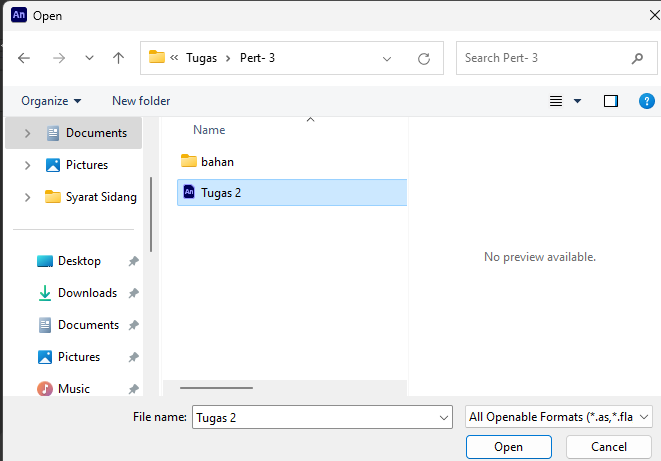 An Open
Tugas Pert- 3 Search Pert- 3
Organize New folder
Name
Documents
Pictures
Syarat Sidang
bahan
An Tugas 2
No preview available.
Desktop
Downloads
Documents
Pictures
Music
File name: Tugas 2 All Openable Formats (*.as,*.fla
Open Cancel